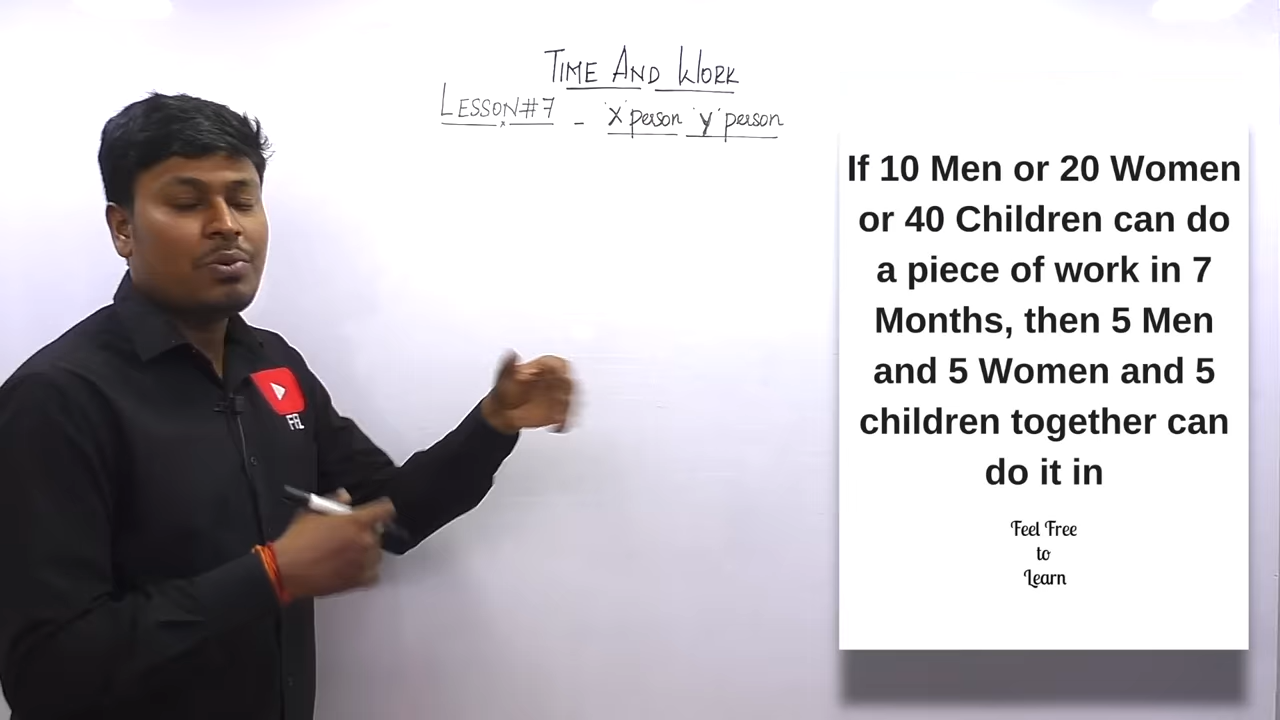 TIME AND WORK
LESSON#7 - 'X' person 'y' person
If 10 Men or 20 Women
or 40 Children can do
a piece of work in 7
Months, then 5 Men
and 5 Women and 5
children together can
do it in
Feel Free
to
Learn
FFL